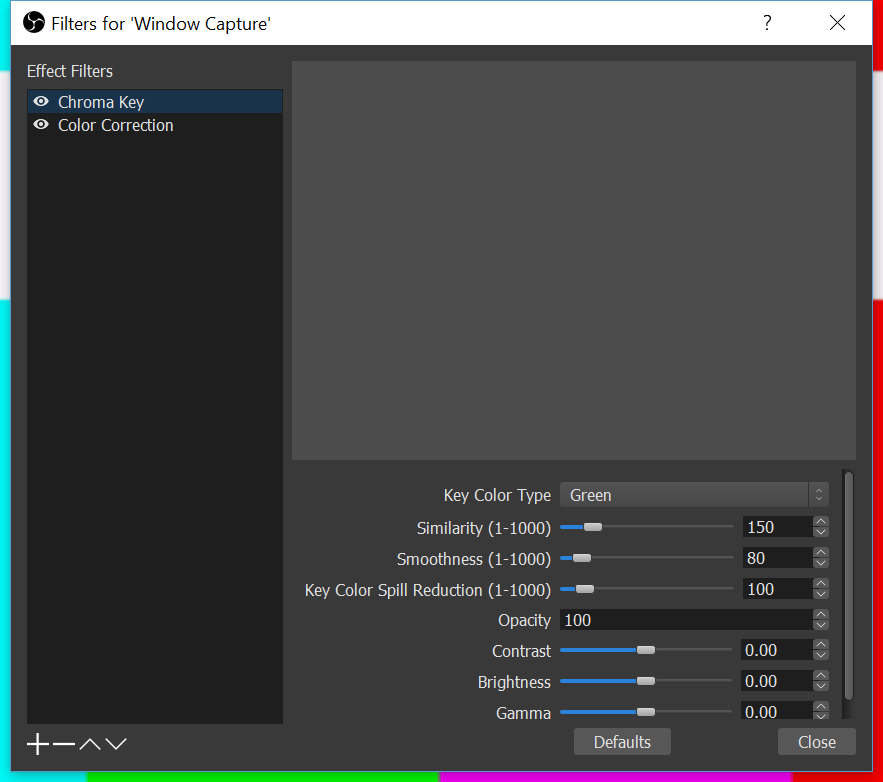 Filters for 'Window Capture'
?
Effect Filters
Chroma Key
Color Correction
Key Color Type Green
Similarity (1-1000) 150
Smoothness (1-1000) 80
Key Color Spill Reduction (1-1000) 100
Opacity 100
Contrast 0.00
Brightness 0.00
Gamma 0.00
Defaults Close